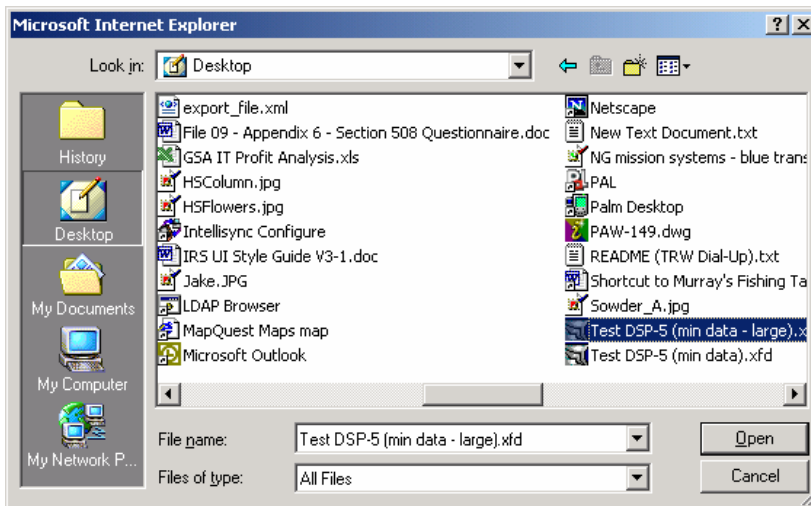 Microsoft Internet Explorer
Look in: Desktop
History
Desktop
My Documents
My Computer
My Network P...
export_file.xml
File 09 - Appendix 6 - Section 508 Questionnaire.doc
GSA IT Profit Analysis.xls
HSColumn.jpg
HSFlowers.jpg
Intellisync Configure
IRS UI Style Guide V3-1.doc
Jake.JPG
LDAP Browser
MapQuest Maps map
Microsoft Outlook
Netscape
New Text Document.txt
NG mission systems - blue trans
PAL
Palm Desktop
PAW-149.dwg
README (TRW Dial-Up).txt
Shortcut to Murray's Fishing Ta
Sowder_A.jpg
Test DSP-5 (min data - large).x
Test DSP-5 (min data).xfd
File name: Test DSP-5 (min data - large).xfd
Open
Files of type: All Files
Cancel